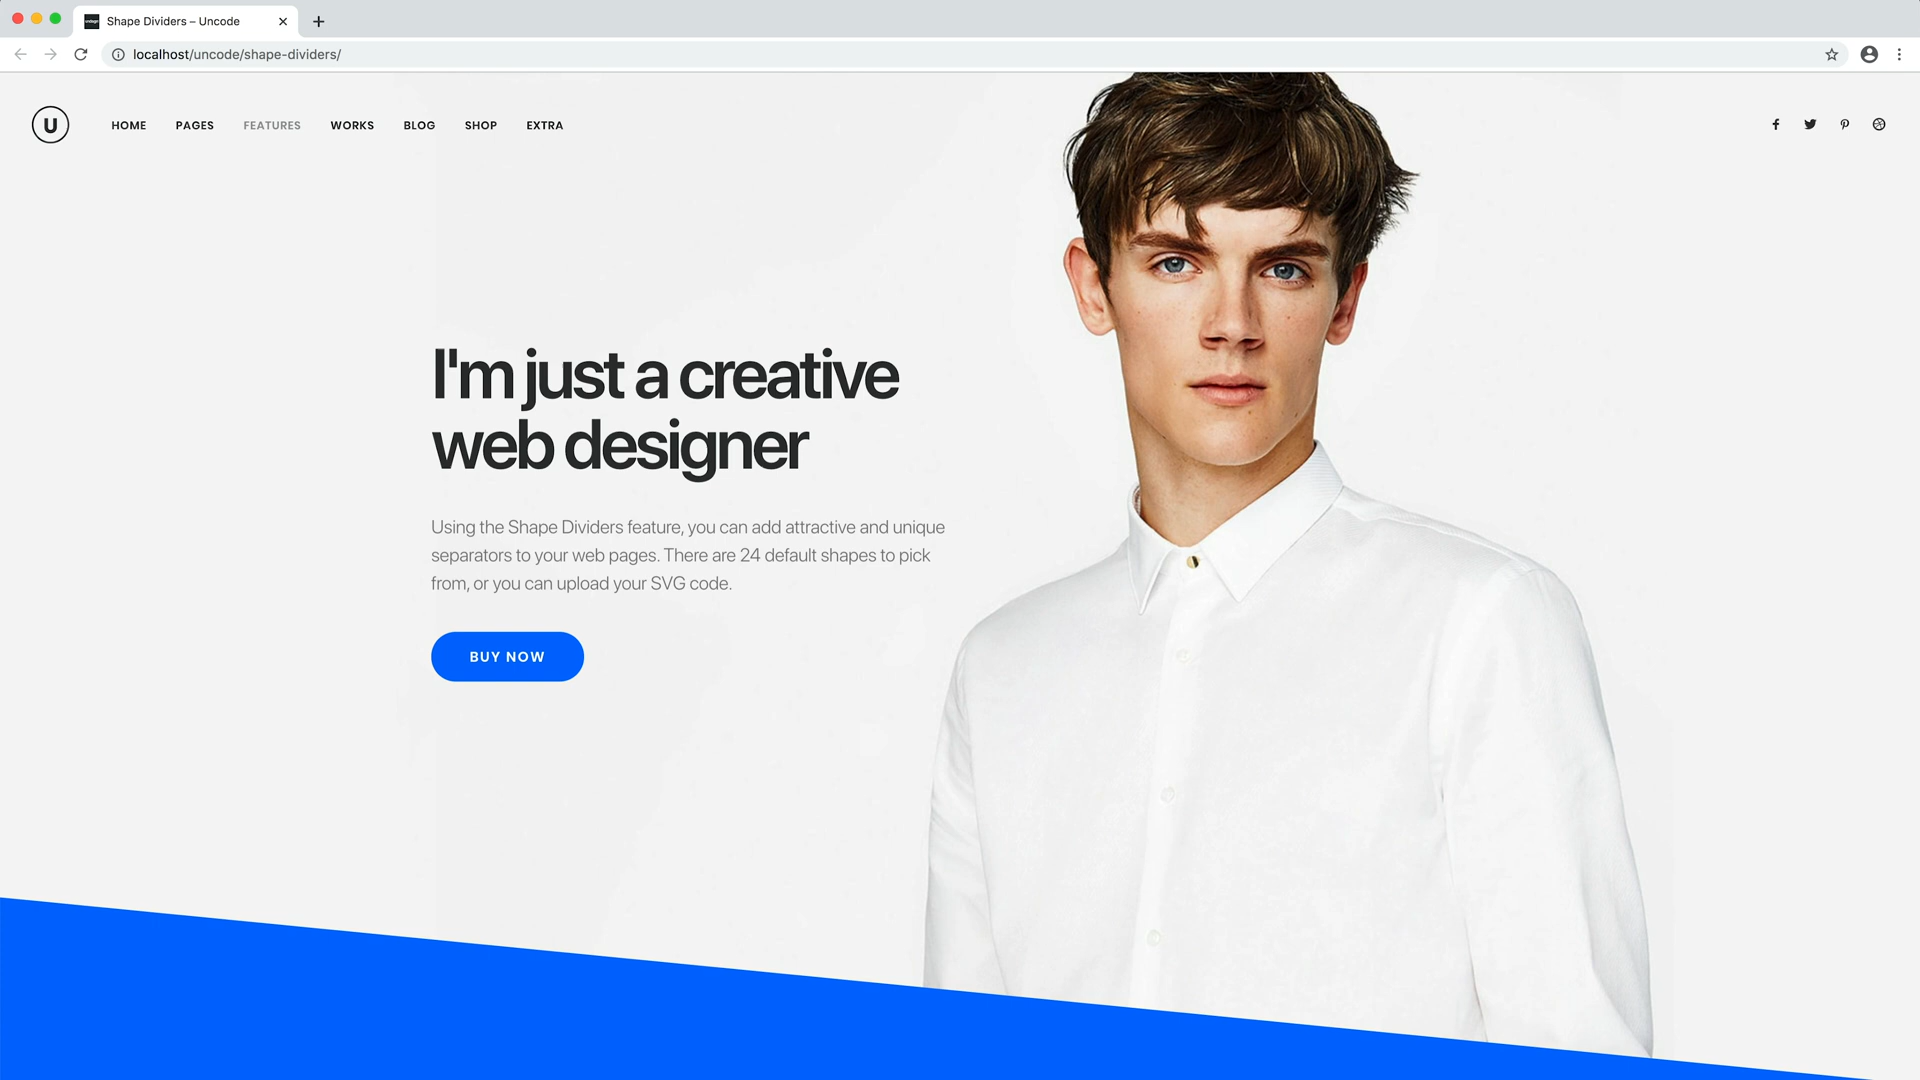 Shape Dividers – Uncode
localhost/uncode/shape-dividers/
U
HOME PAGES FEATURES WORKS BLOG SHOP EXTRA
I'm just a creative
web designer
Using the Shape Dividers feature, you can add attractive and unique
separators to your web pages. There are 24 default shapes to pick
from, or you can upload your SVG code.
BUY NOW